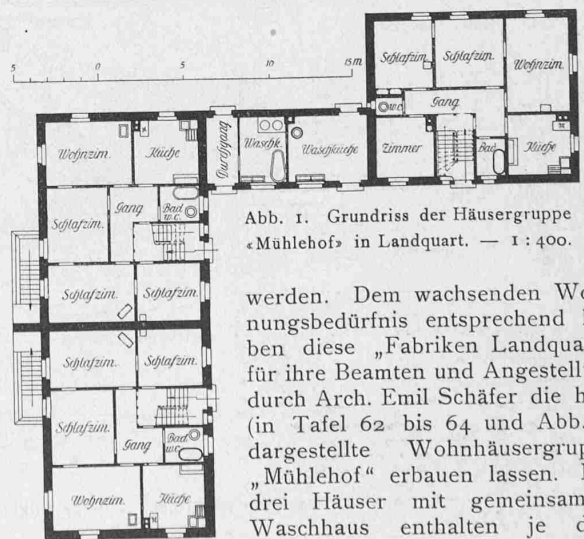 5 0 5 10 15m
Schlafzim. Schlafzim. Wohnzim.
w.c. Gang
Wohnzim. Küche Durchgang Waschk. Waschküche Zimmer Bad Küche
Schlafzim. Gang Bad w.c.
Schlafzim. Schlafzim.
Schlafzim. Schlafzim.
Schlafzim. Gang Bad w.c.
Wohnzim. Küche
Abb. 1. Grundriss der Häusergruppe
«Mühlehof» in Landquart. — 1 : 400.
werden. Dem wachsenden Wo
nungsbedürfnis entsprechend
ben diese „Fabriken Landqua
für ihre Beamten und Angestell
durch Arch. Emil Schäfer die h
(in Tafel 62 bis 64 und Abb.
dargestellte Wohnhäusergrup
„Mühlehof“ erbauen lassen.
drei Häuser mit gemeinsam
Waschhaus enthalten je